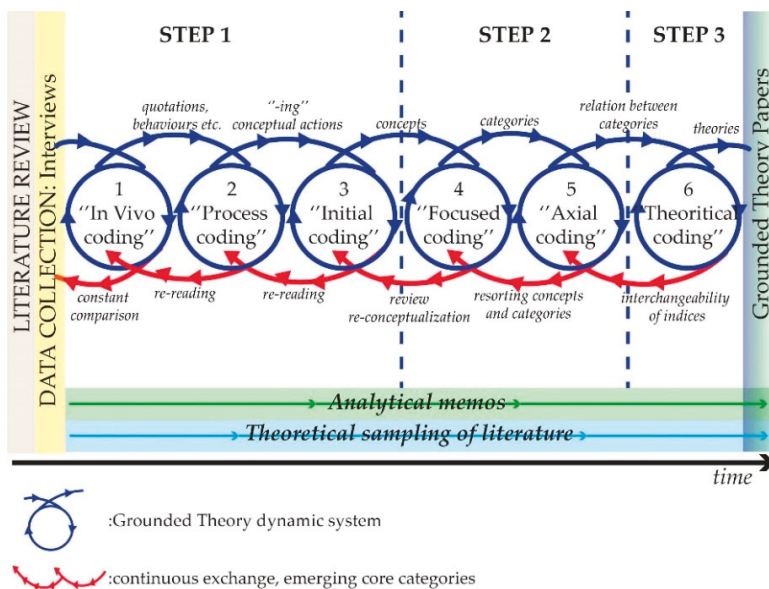 STEP 1
STEP 2
STEP 3
LITERATURE REVIEW
DATA COLLECTION: Interviews
quotations,
behaviours etc.
"-ing"
conceptual actions
concepts
categories
relation between
categories
theories
1
"In Vivo
coding"
2
"Process
coding"
3
"Initial
coding"
4
"Focused
coding"
5
"Axial
coding"
6
"Theoritical
coding"
constant
comparison
re-reading
re-reading
review
re-conceptualization
resorting concepts
and categories
interchangeability
of indices
Grounded Theory Papers
Analytical memos
Theoretical sampling of literature
time
:Grounded Theory dynamic system
:continuous exchange, emerging core categories